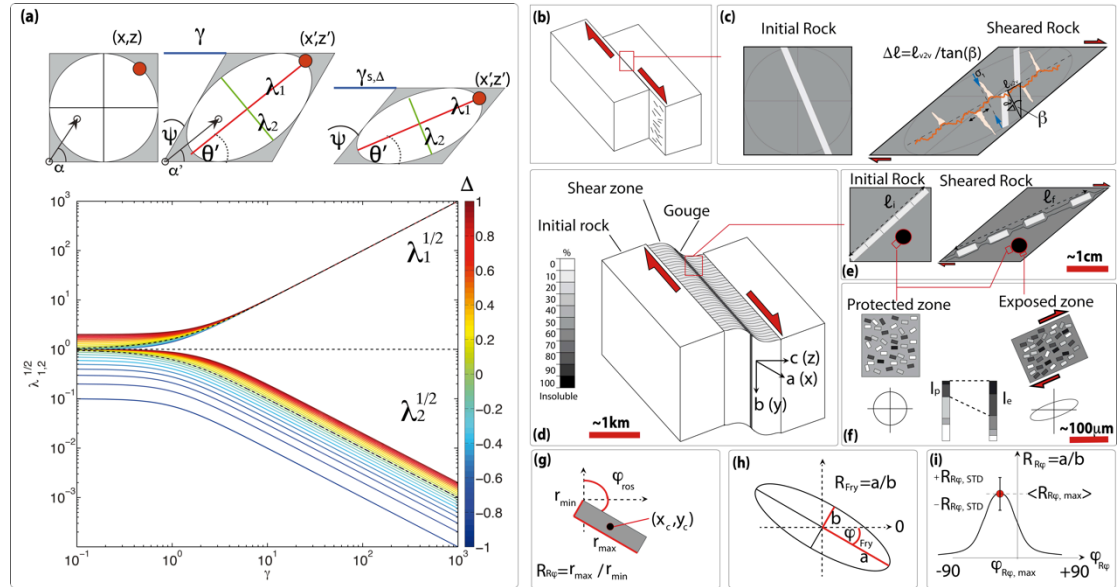 (a)
(x,z)
γ
(x',z')
γs,Δ
(x',z')
λ1
λ2
λ1
λ2
ψ
ψ
θ'
θ'
α
α'
Δ
10^3
10^2
10^1
10^0
10^-1
10^-2
10^-3
λ1,2^1/2
λ1^1/2
λ2^1/2
10^-1
10^0
10^1
10^2
10^3
γ
1
0.8
0.6
0.4
0.2
0
−0.2
−0.4
−0.6
−0.8
−1
(b)
(c)
Initial Rock
Sheared Rock
Δℓ=ℓv2v/tan(β)
β
(d)
Shear zone
Gouge
Initial rock
%
0
10
20
30
40
50
60
70
80
90
100
Insoluble
c (z)
a (x)
b (y)
~1km
Initial Rock
Sheared Rock
ℓi
ℓf
(e)
~1cm
Protected zone
Exposed zone
Ip
Ie
(f)
~100μm
(g)
φros
rmin
(xc,yc)
rmax
RRφ=rmax / rmin
(h)
RFry=a/b
0
b
φFry
a
(i)
RRφ=a/b
+RRφ, STD
−RRφ, STD
<RRφ, max>
-90
φRφ, max
+90
φRφ